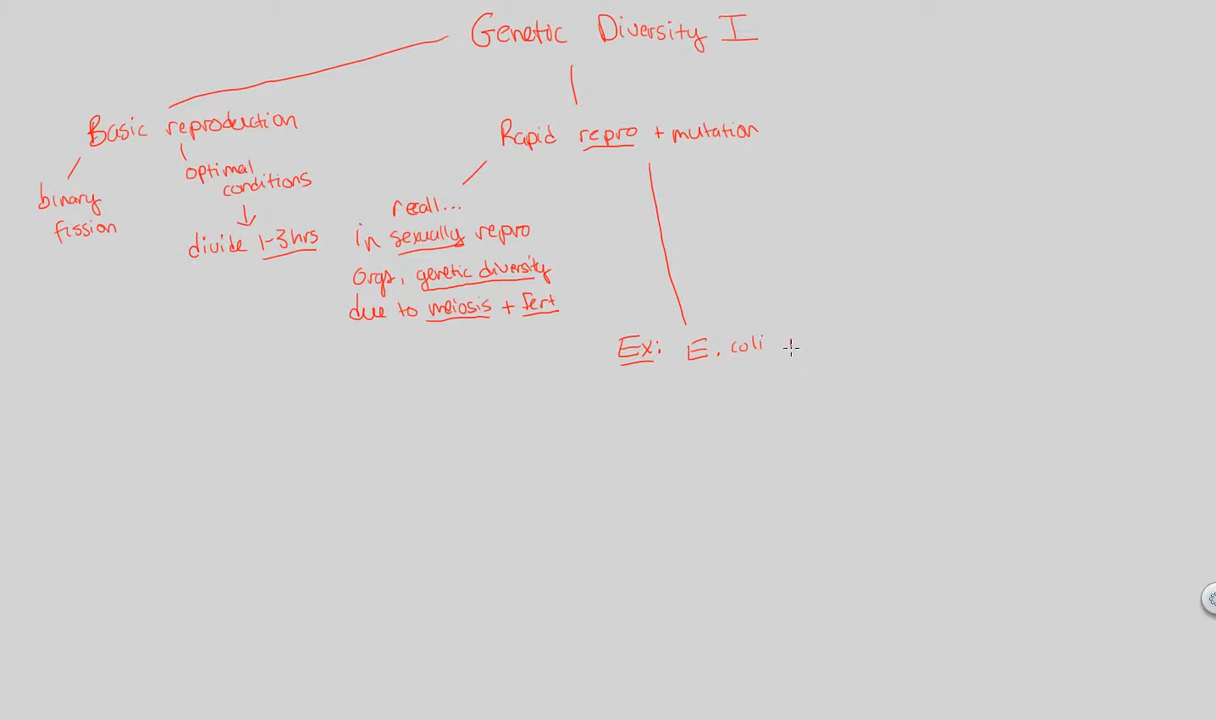 Genetic Diversity I
Basic reproduction
binary
fission
optimal
conditions
divide 1-3hrs
Rapid repro + mutation
recall...
in sexually repro
orgs, genetic diversity
due to meiosis + fert
Ex: E. coli